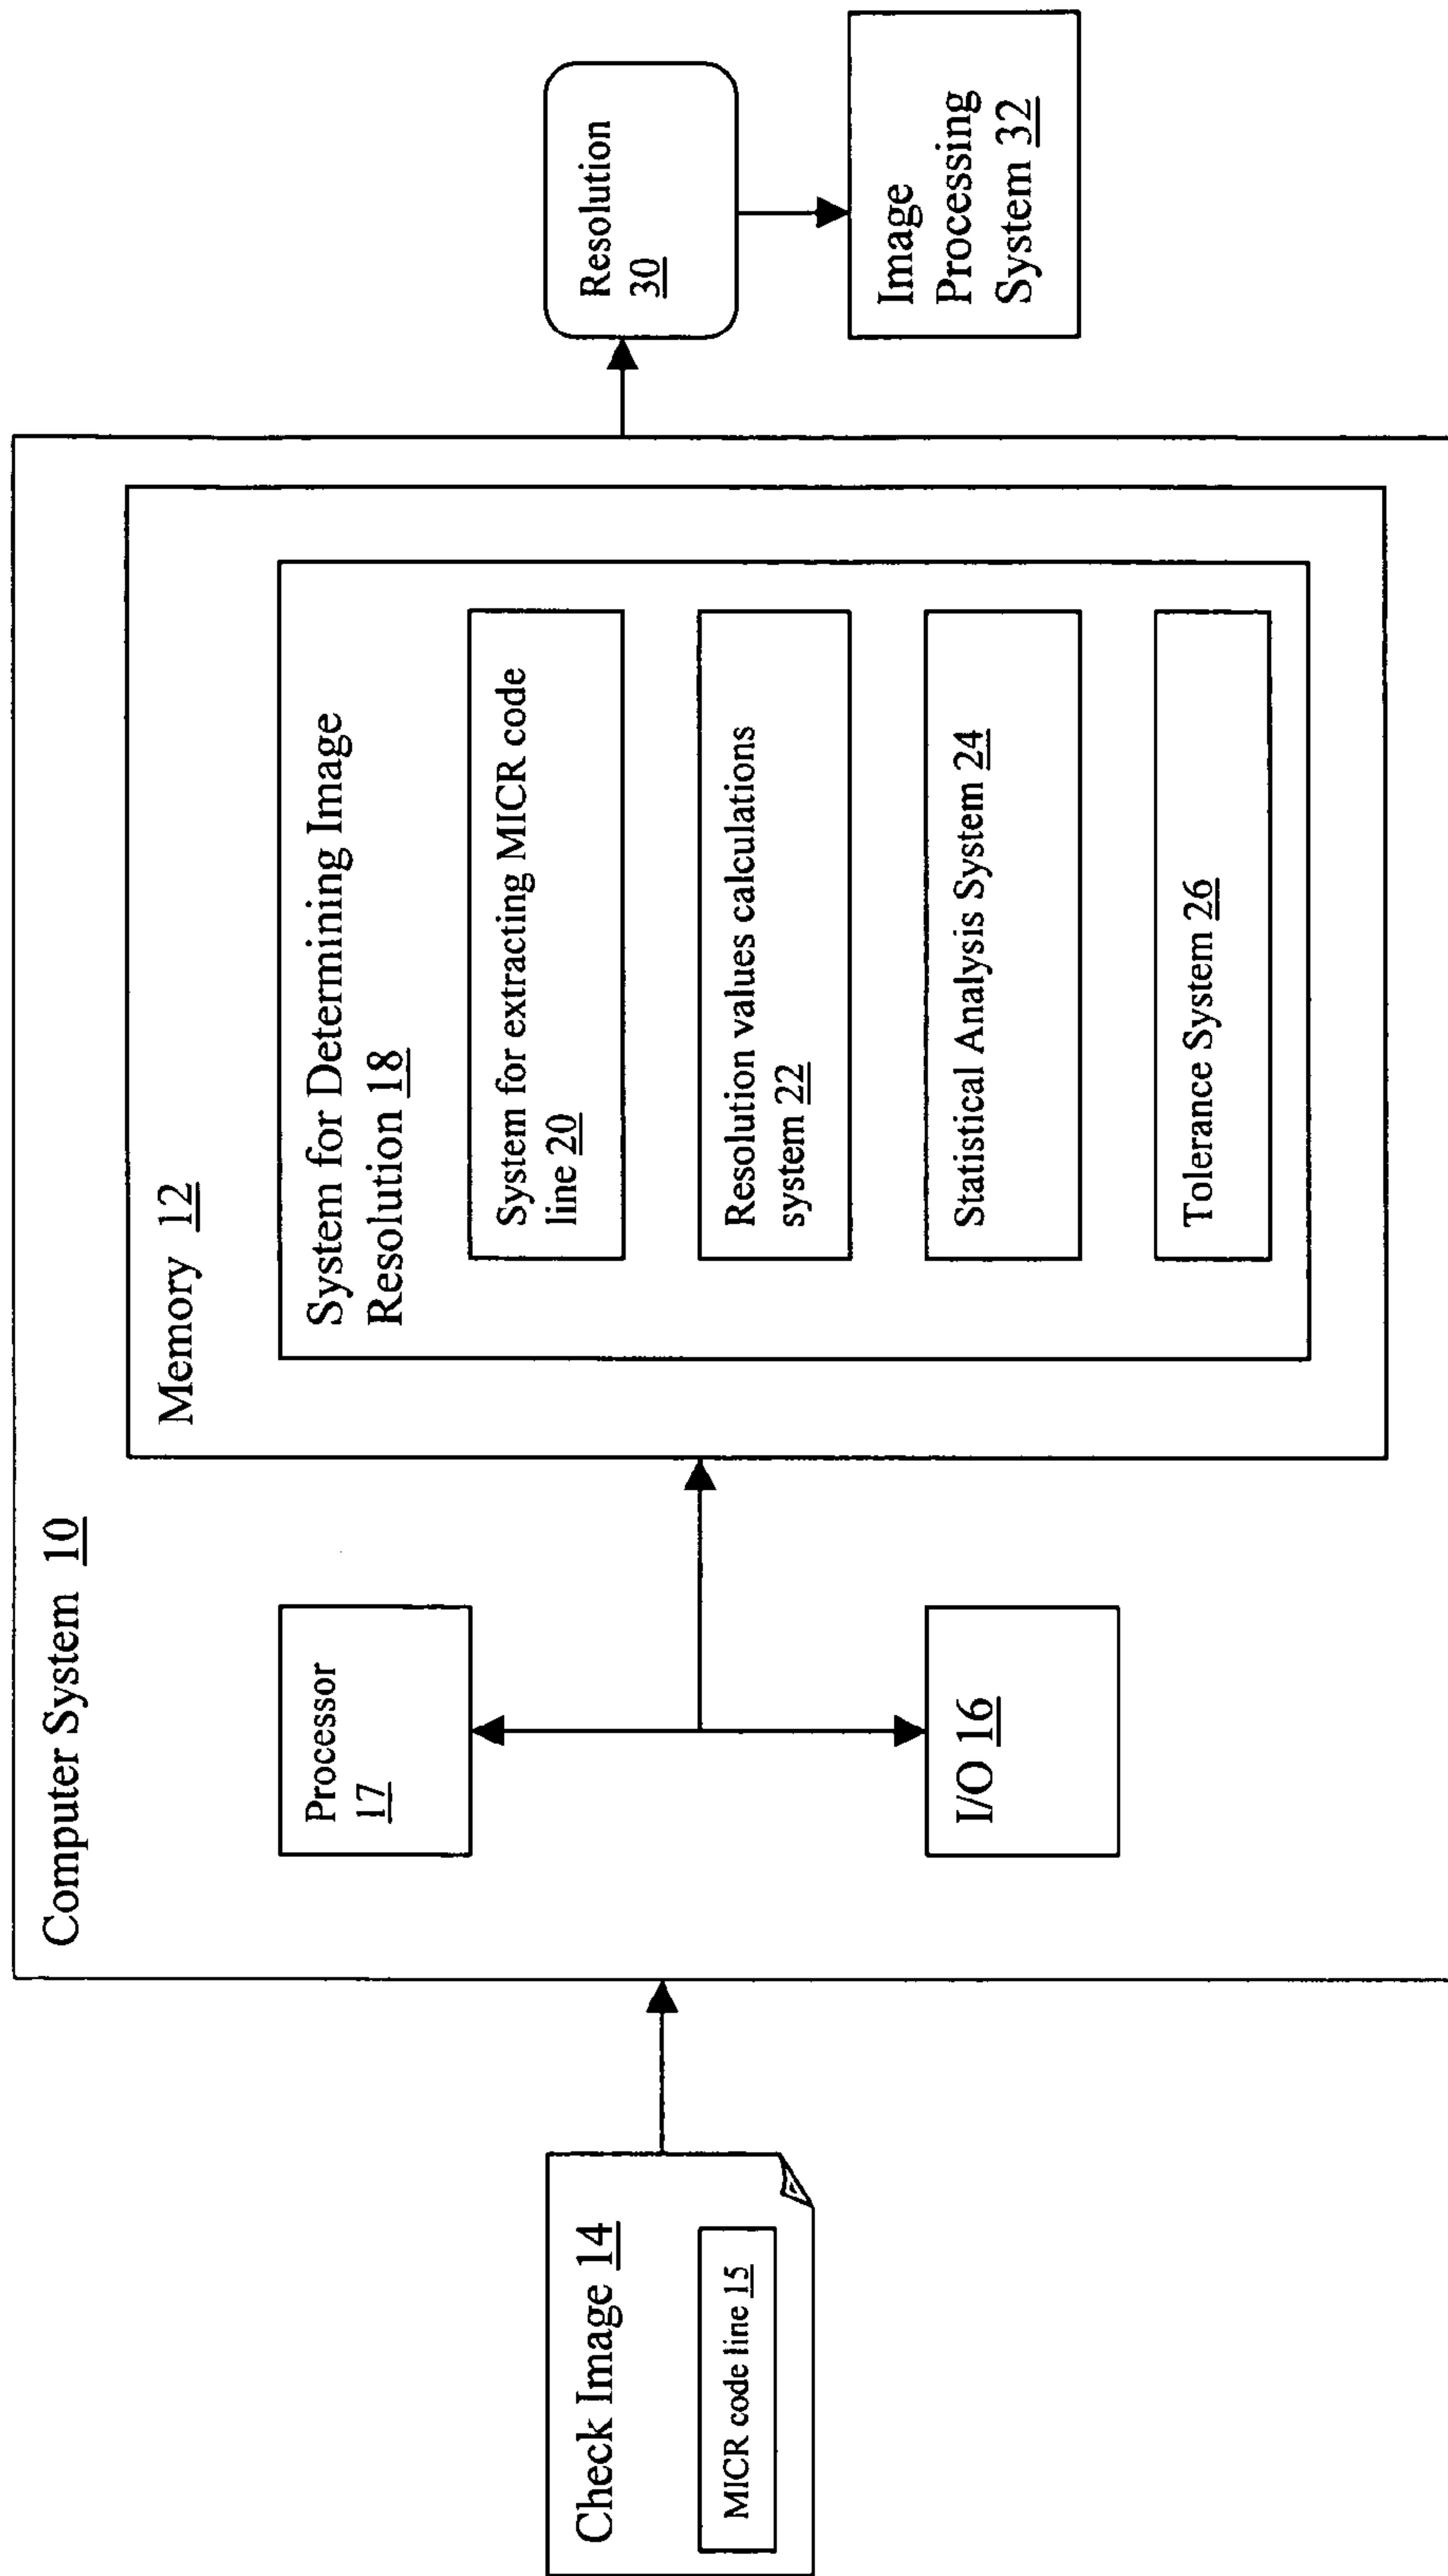 Computer System 10
Memory 12
System for Determining Image
Resolution 18
System for extracting MICR code
line 20
Resolution values calculations
system 22
Statistical Analysis System 24
Tolerance System 26
Processor
17
I/O 16
Check Image 14
MICR code line 15
Resolution
30
Image
Processing
System 32